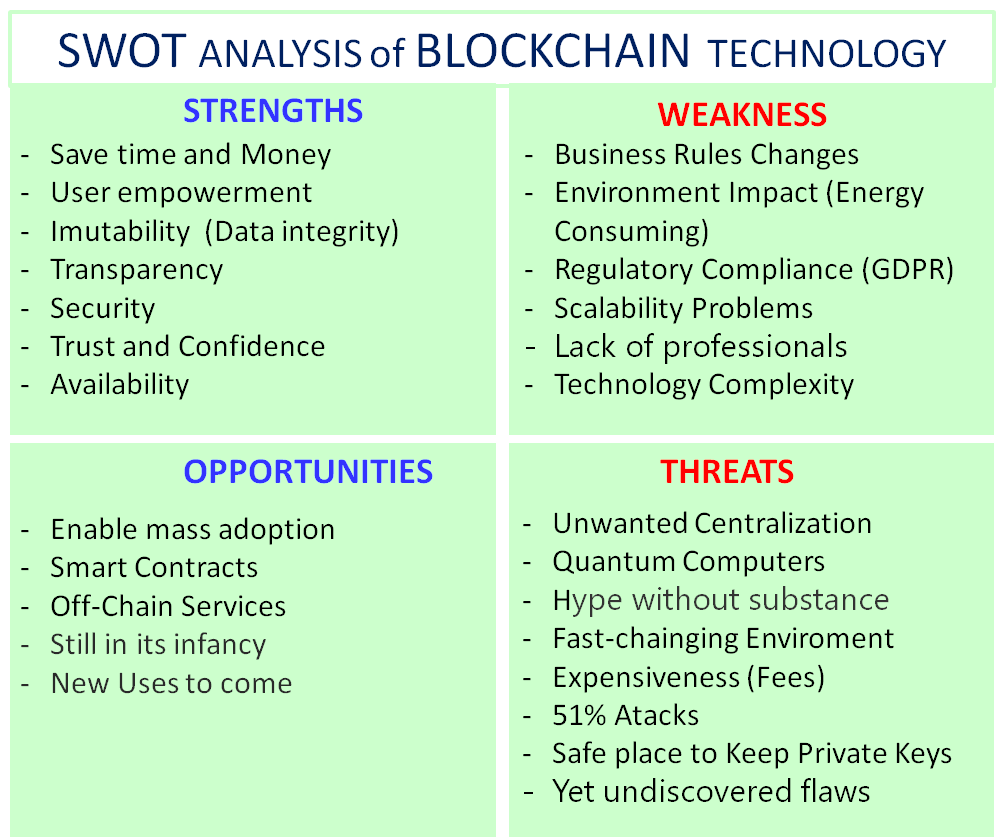 SWOT ANALYSIS of BLOCKCHAIN TECHNOLOGY
STRENGTHS
- Save time and Money
- User empowerment
- Imutability (Data integrity)
- Transparency
- Security
- Trust and Confidence
- Availability
WEAKNESS
- Business Rules Changes
- Environment Impact (Energy
Consuming)
- Regulatory Compliance (GDPR)
- Scalability Problems
- Lack of professionals
- Technology Complexity
OPPORTUNITIES
- Enable mass adoption
- Smart Contracts
- Off-Chain Services
- Still in its infancy
- New Uses to come
THREATS
- Unwanted Centralization
- Quantum Computers
- Hype without substance
- Fast-chainging Enviroment
- Expensiveness (Fees)
- 51% Atacks
- Safe place to Keep Private Keys
- Yet undiscovered flaws